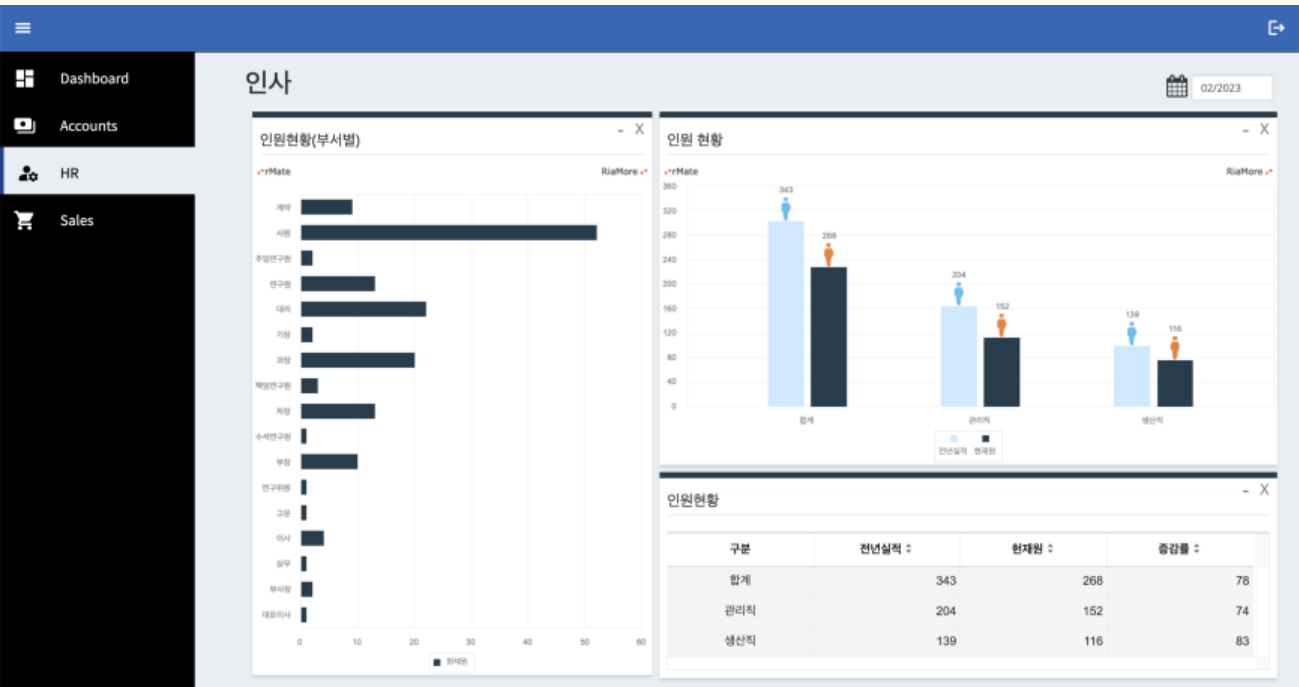 Dashboard
Accounts
HR
Sales
인사
02/2023
인원현황(부서별)
- X
rMate
RiaMore
계약
사원
주임연구원
연구원
대리
기장
과장
책임연구원
차장
수석연구원
부장
연구위원
고문
이사
상무
부사장
대표이사
0 10 20 30 40 50 60
현재원
인원 현황
- X
rMate
RiaMore
360
320
280
240
200
160
120
80
40
0
343
268
204
152
139
116
합계 관리직 생산직
전년실적 현재원
인원현황
- X
구분 전년실적 현재원 증감률
합계 343 268 78
관리직 204 152 74
생산직 139 116 83